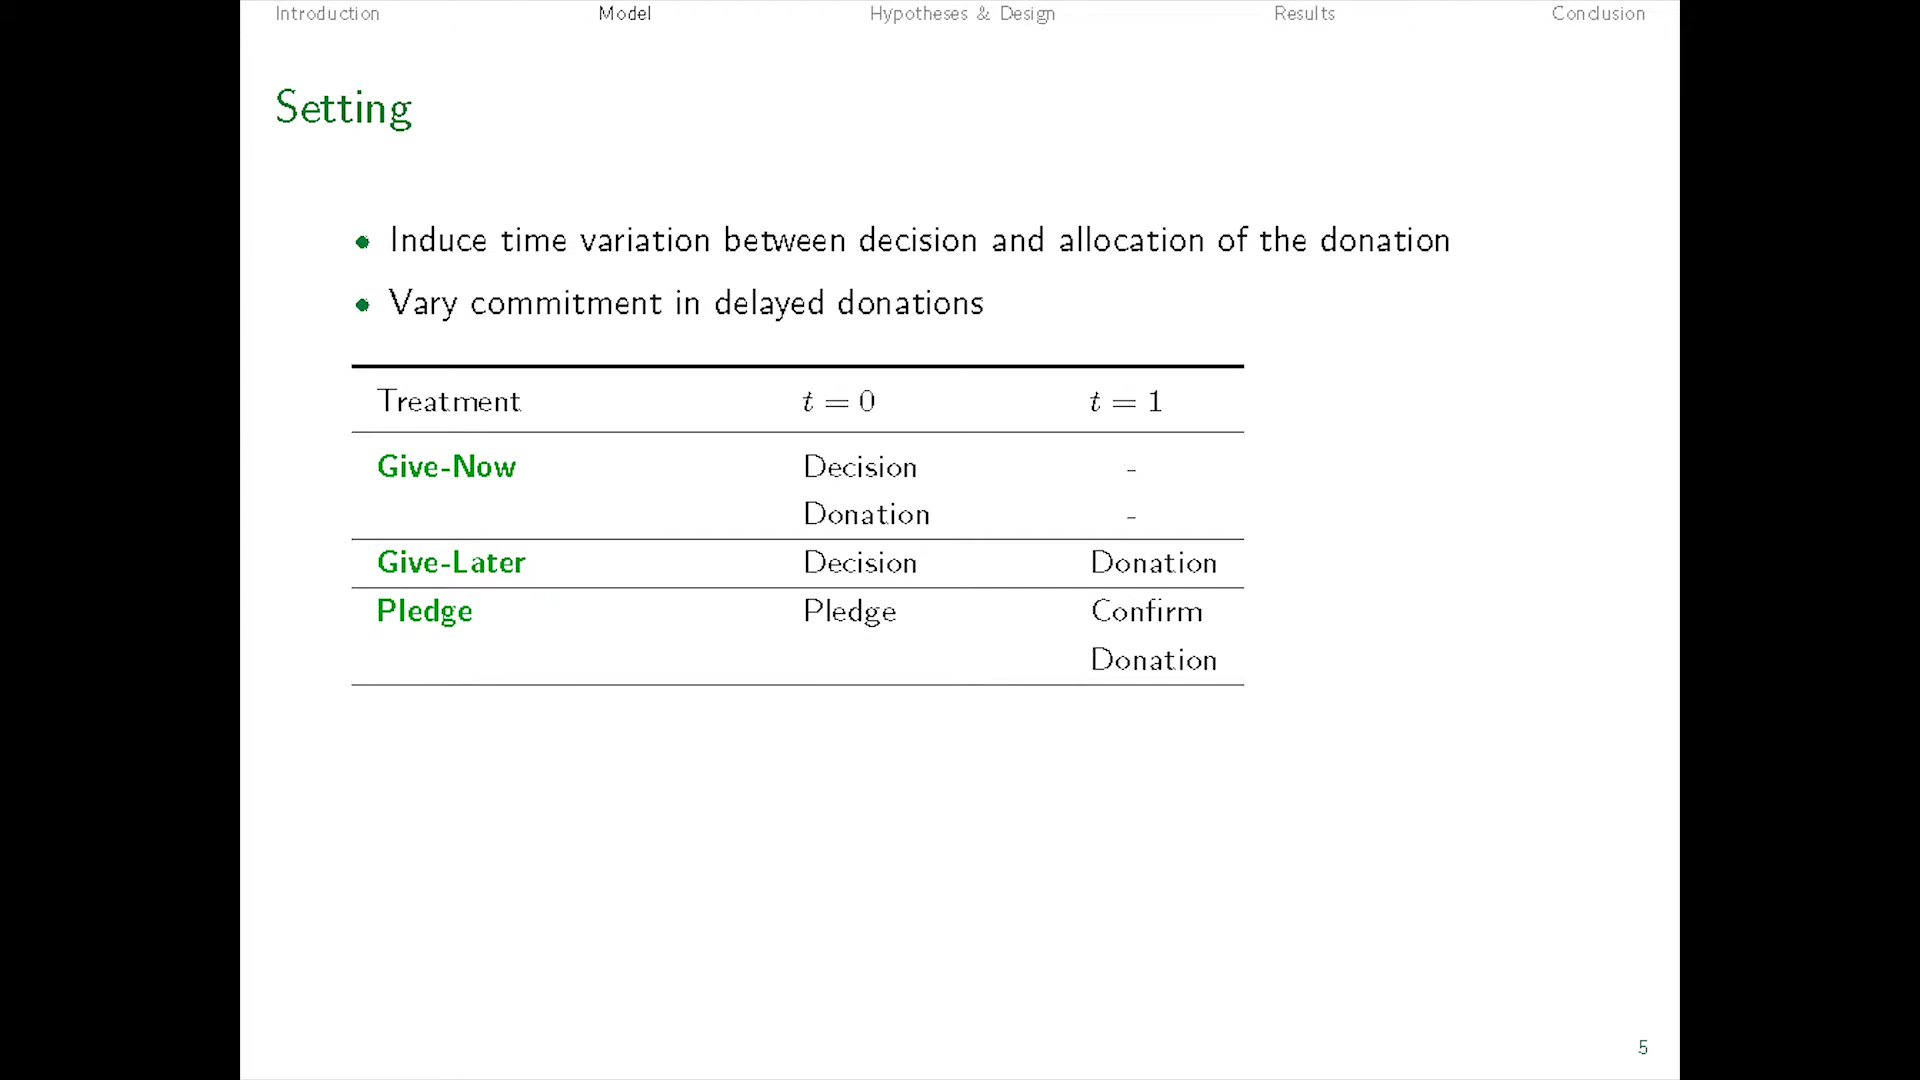 Introduction Model Hypotheses & Design Results Conclusion
Setting
• Induce time variation between decision and allocation of the donation
• Vary commitment in delayed donations
Treatment t = 0 t = 1
Give-Now Decision -
Donation -
Give-Later Decision Donation
Pledge Pledge Confirm
Donation
5